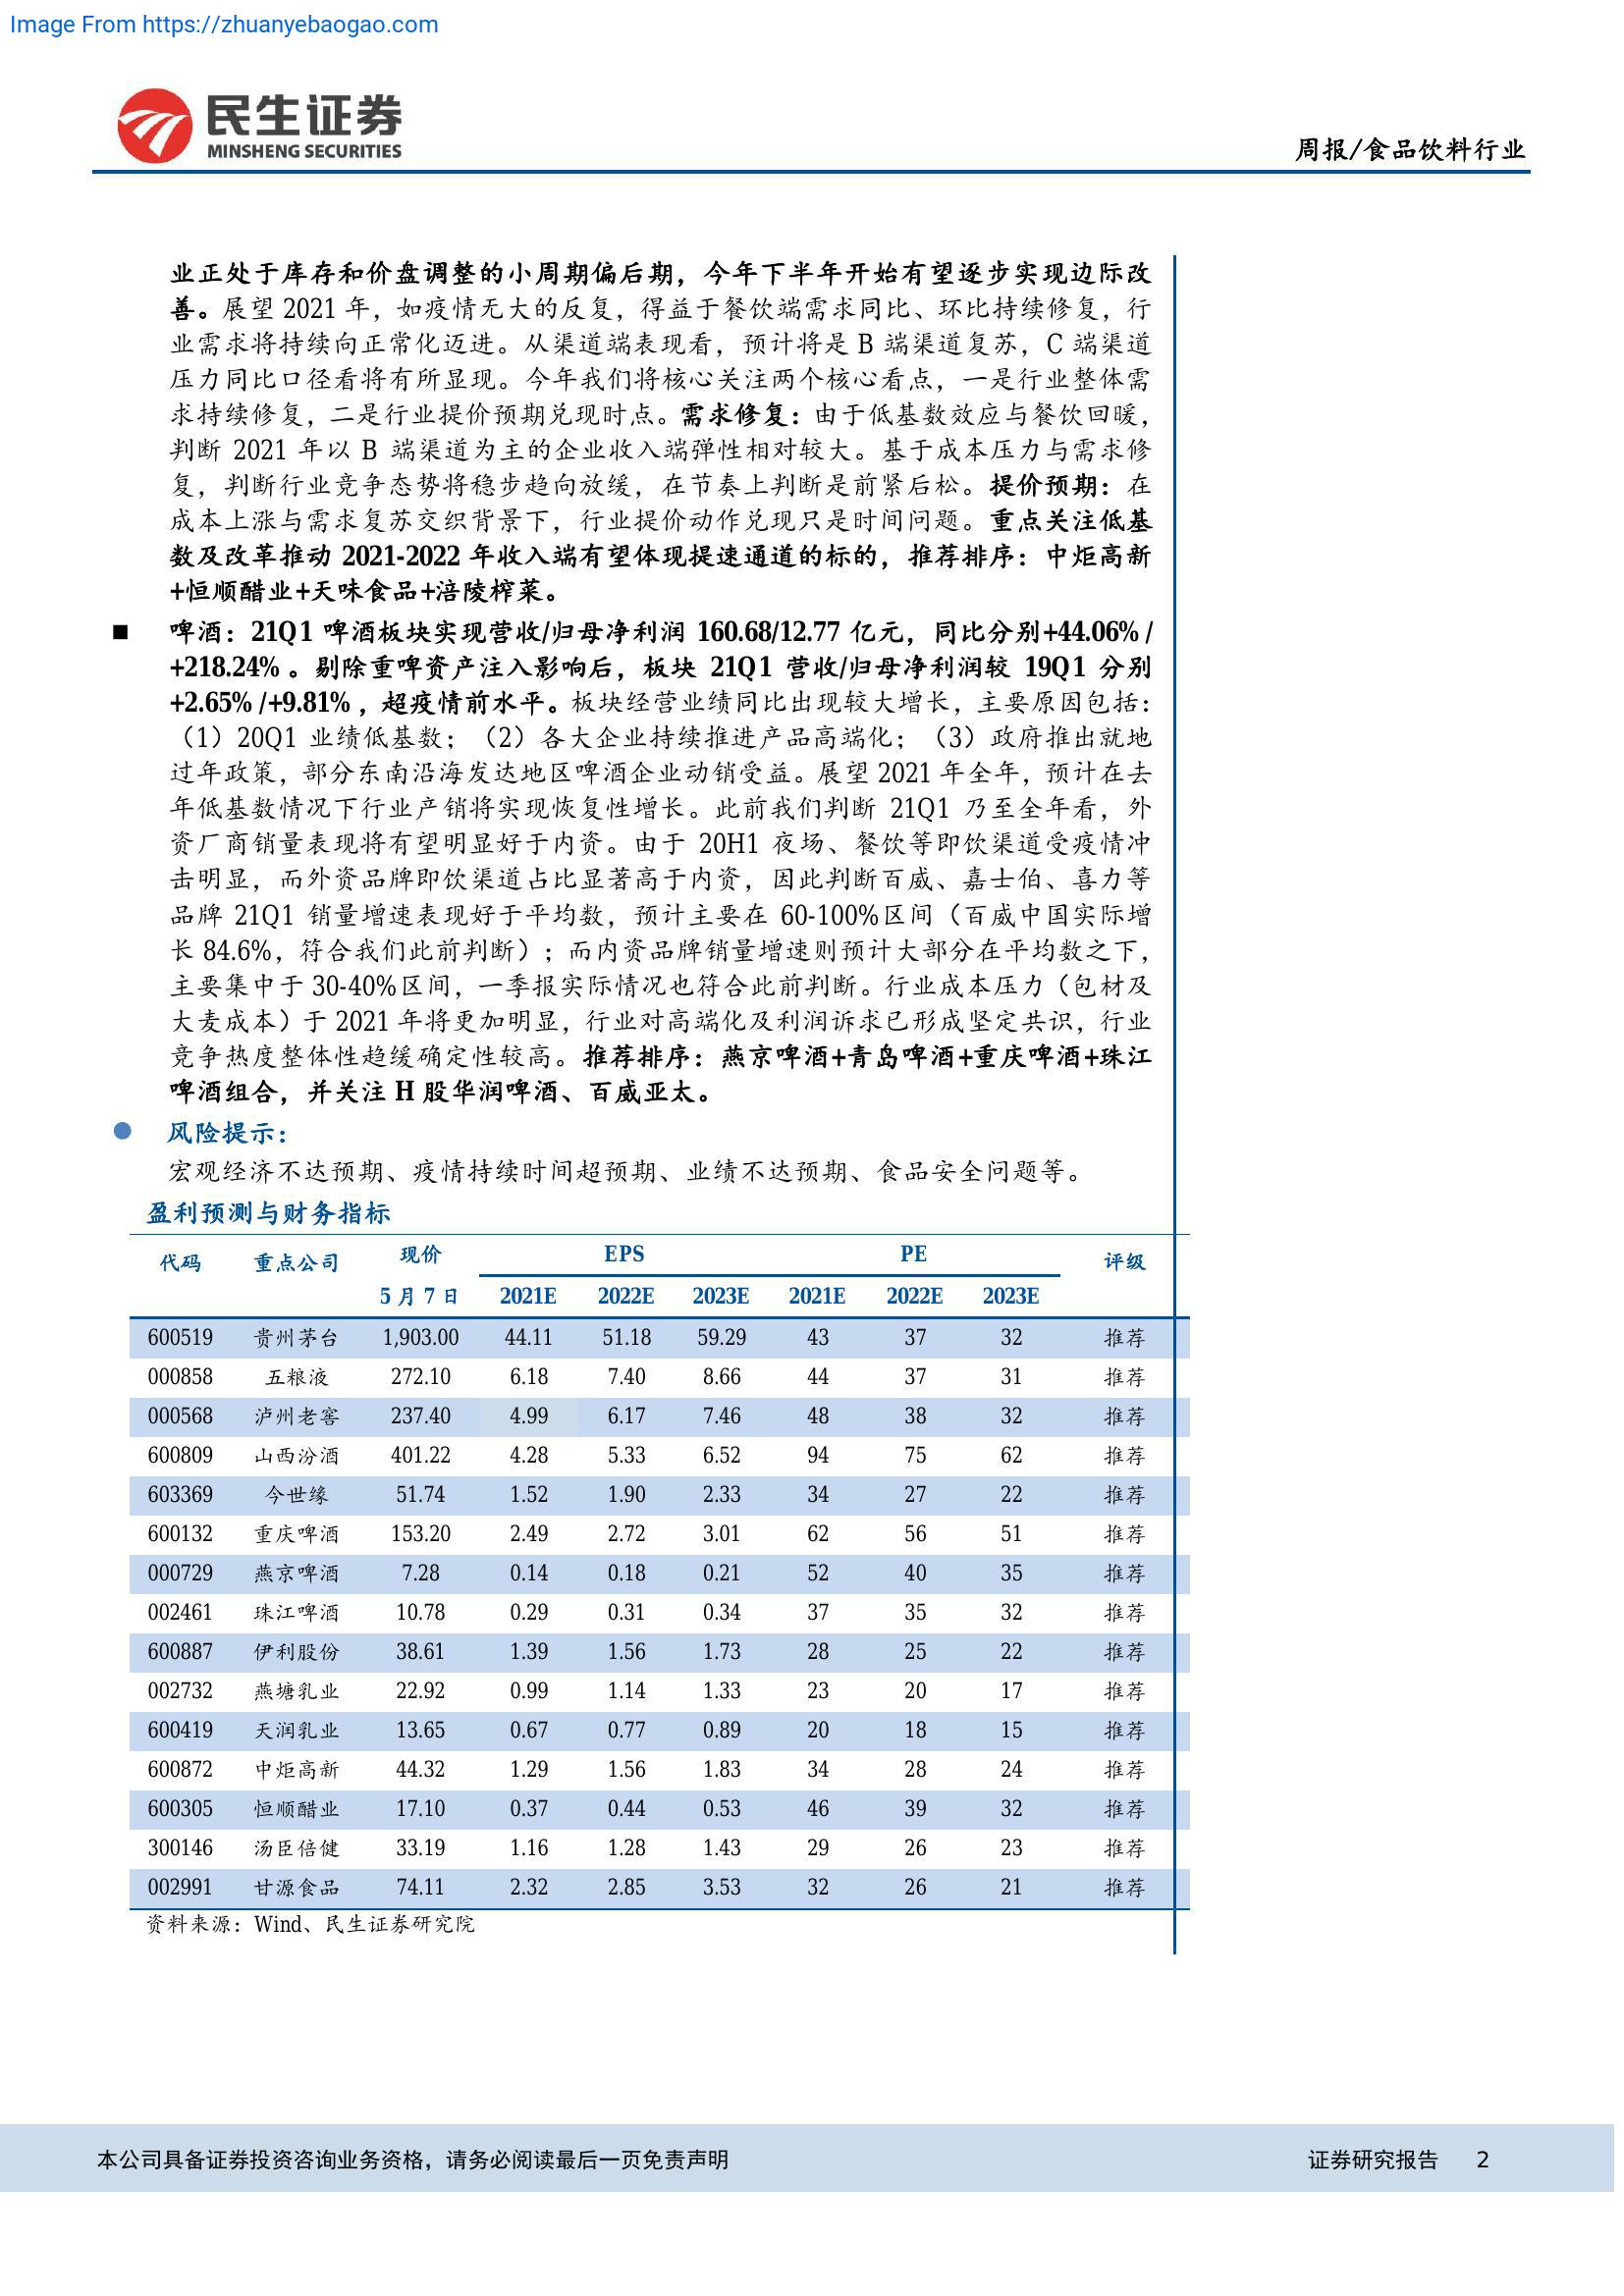 Image From https://zhuanyebaogao.com
民生证券
MINSHENG SECURITIES
周报/食品饮料行业
业正处于库存和价盘调整的小周期偏后期，今年下半年开始有望逐步实现边际改
善。展望 2021 年，如疫情无大的反复，得益于餐饮端需求同比、环比持续修复，行
业需求将持续向正常化迈进。从渠道端表现看，预计将是 B 端渠道复苏，C 端渠道
压力同比口径看将有所显现。今年我们将核心关注两个核心看点，一是行业整体需
求持续修复，二是行业提价预期兑现时点。需求修复：由于低基数效应与餐饮回暖，
判断 2021 年以 B 端渠道为主的企业收入端弹性相对较大。基于成本压力与需求修
复，判断行业竞争态势将稳步趋向放缓，在节奏上判断是前紧后松。提价预期：在
成本上涨与需求复苏交织背景下，行业提价动作兑现只是时间问题。重点关注低基
数及改革推动 2021-2022 年收入端有望体现提速通道的标的，推荐排序：中炬高新
+恒顺醋业+天味食品+涪陵榨菜。
■ 啤酒：21Q1 啤酒板块实现营收/归母净利润 160.68/12.77 亿元，同比分别+44.06%/
+218.24%。剔除重啤资产注入影响后，板块 21Q1 营收/归母净利润较 19Q1 分别
+2.65%/+9.81%，超疫情前水平。板块经营业绩同比出现较大增长，主要原因包括：
（1）20Q1 业绩低基数；（2）各大企业持续推进产品高端化；（3）政府推出就地
过年政策，部分东南沿海发达地区啤酒企业动销受益。展望 2021 年全年，预计在去
年低基数情况下行业产销将实现恢复性增长。此前我们判断 21Q1 乃至全年看，外
资厂商销量表现将有望明显好于内资。由于 20H1 夜场、餐饮等即饮渠道受疫情冲
击明显，而外资品牌即饮渠道占比显著高于内资，因此判断百威、嘉士伯、喜力等
品牌 21Q1 销量增速表现好于平均数，预计主要在 60-100%区间（百威中国实际增
长 84.6%，符合我们此前判断）；而内资品牌销量增速则预计大部分在平均数之下，
主要集中于 30-40%区间，一季报实际情况也符合此前判断。行业成本压力（包材及
大麦成本）于 2021 年将更加明显，行业对高端化及利润诉求已形成坚定共识，行业
竞争热度整体性趋缓确定性较高。推荐排序：燕京啤酒+青岛啤酒+重庆啤酒+珠江
啤酒组合，并关注 H 股华润啤酒、百威亚太。
● 风险提示：
宏观经济不达预期、疫情持续时间超预期、业绩不达预期、食品安全问题等。
盈利预测与财务指标
代码 重点公司 现价 EPS PE 评级
5 月 7 日 2021E 2022E 2023E 2021E 2022E 2023E
600519 贵州茅台 1,903.00 44.11 51.18 59.29 43 37 32 推荐
000858 五粮液 272.10 6.18 7.40 8.66 44 37 31 推荐
000568 泸州老窖 237.40 4.99 6.17 7.46 48 38 32 推荐
600809 山西汾酒 401.22 4.28 5.33 6.52 94 75 62 推荐
603369 今世缘 51.74 1.52 1.90 2.33 34 27 22 推荐
600132 重庆啤酒 153.20 2.49 2.72 3.01 62 56 51 推荐
000729 燕京啤酒 7.28 0.14 0.18 0.21 52 40 35 推荐
002461 珠江啤酒 10.78 0.29 0.31 0.34 37 35 32 推荐
600887 伊利股份 38.61 1.39 1.56 1.73 28 25 22 推荐
002732 燕塘乳业 22.92 0.99 1.14 1.33 23 20 17 推荐
600419 天润乳业 13.65 0.67 0.77 0.89 20 18 15 推荐
600872 中炬高新 44.32 1.29 1.56 1.83 34 28 24 推荐
600305 恒顺醋业 17.10 0.37 0.44 0.53 46 39 32 推荐
300146 汤臣倍健 33.19 1.16 1.28 1.43 29 26 23 推荐
002991 甘源食品 74.11 2.32 2.85 3.53 32 26 21 推荐
资料来源：Wind、民生证券研究院
本公司具备证券投资咨询业务资格，请务必阅读最后一页免责声明 证券研究报告 2